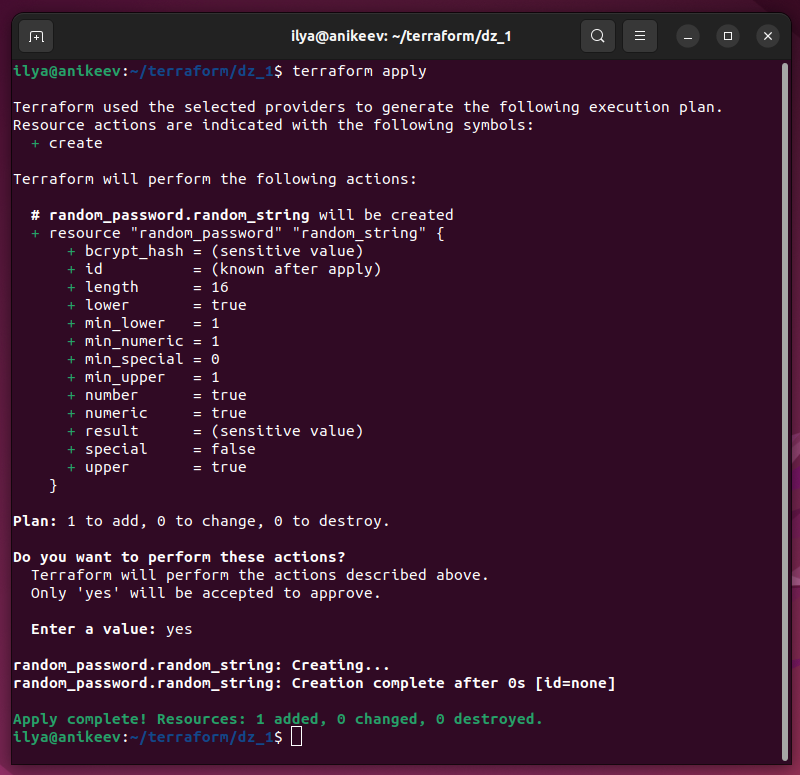 ilya@anikeev: ~/terraform/dz_1
ilya@anikeev:~/terraform/dz_1$ terraform apply
Terraform used the selected providers to generate the following execution plan.
Resource actions are indicated with the following symbols:
  + create
Terraform will perform the following actions:
  # random_password.random_string will be created
  + resource "random_password" "random_string" {
      + bcrypt_hash = (sensitive value)
      + id          = (known after apply)
      + length      = 16
      + lower       = true
      + min_lower   = 1
      + min_numeric = 1
      + min_special = 0
      + min_upper   = 1
      + number      = true
      + numeric     = true
      + result      = (sensitive value)
      + special     = false
      + upper       = true
    }
Plan: 1 to add, 0 to change, 0 to destroy.
Do you want to perform these actions?
  Terraform will perform the actions described above.
  Only 'yes' will be accepted to approve.
  Enter a value: yes
random_password.random_string: Creating...
random_password.random_string: Creation complete after 0s [id=none]
Apply complete! Resources: 1 added, 0 changed, 0 destroyed.
ilya@anikeev:~/terraform/dz_1$